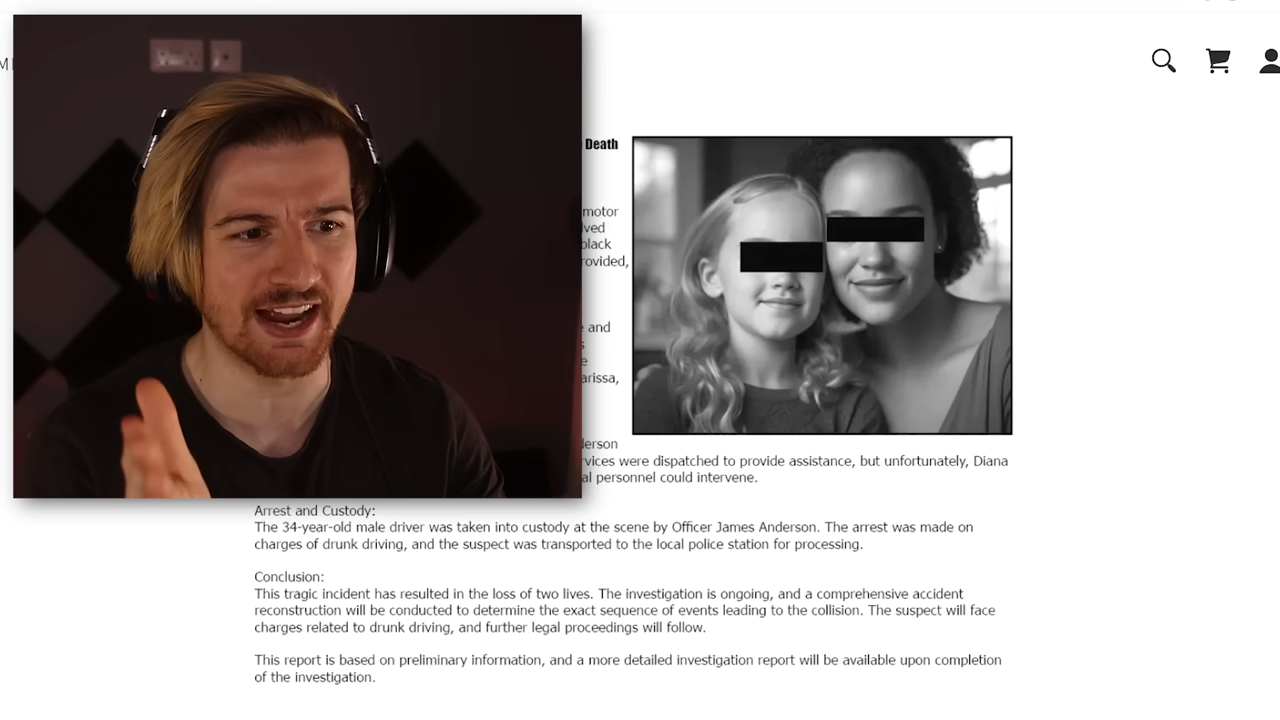 M
Death
motor
lved
black
rovided,
e and
s
e
arissa,
derson
rvices were dispatched to provide assistance, but unfortunately, Diana
al personnel could intervene.
Arrest and Custody:
The 34-year-old male driver was taken into custody at the scene by Officer James Anderson. The arrest was made on
charges of drunk driving, and the suspect was transported to the local police station for processing.
Conclusion:
This tragic incident has resulted in the loss of two lives. The investigation is ongoing, and a comprehensive accident
reconstruction will be conducted to determine the exact sequence of events leading to the collision. The suspect will face
charges related to drunk driving, and further legal proceedings will follow.
This report is based on preliminary information, and a more detailed investigation report will be available upon completion
of the investigation.